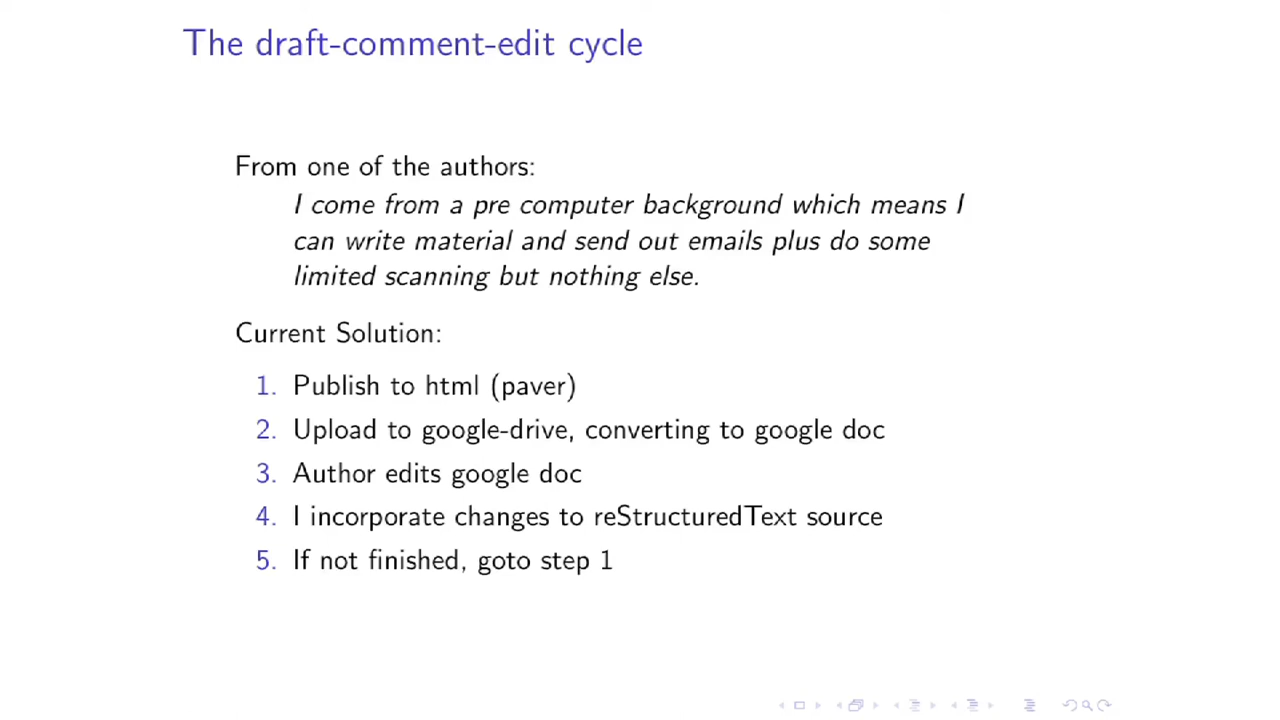 The draft-comment-edit cycle
From one of the authors:
I come from a pre computer background which means I
can write material and send out emails plus do some
limited scanning but nothing else.
Current Solution:
1. Publish to html (paver)
2. Upload to google-drive, converting to google doc
3. Author edits google doc
4. I incorporate changes to reStructuredText source
5. If not finished, goto step 1